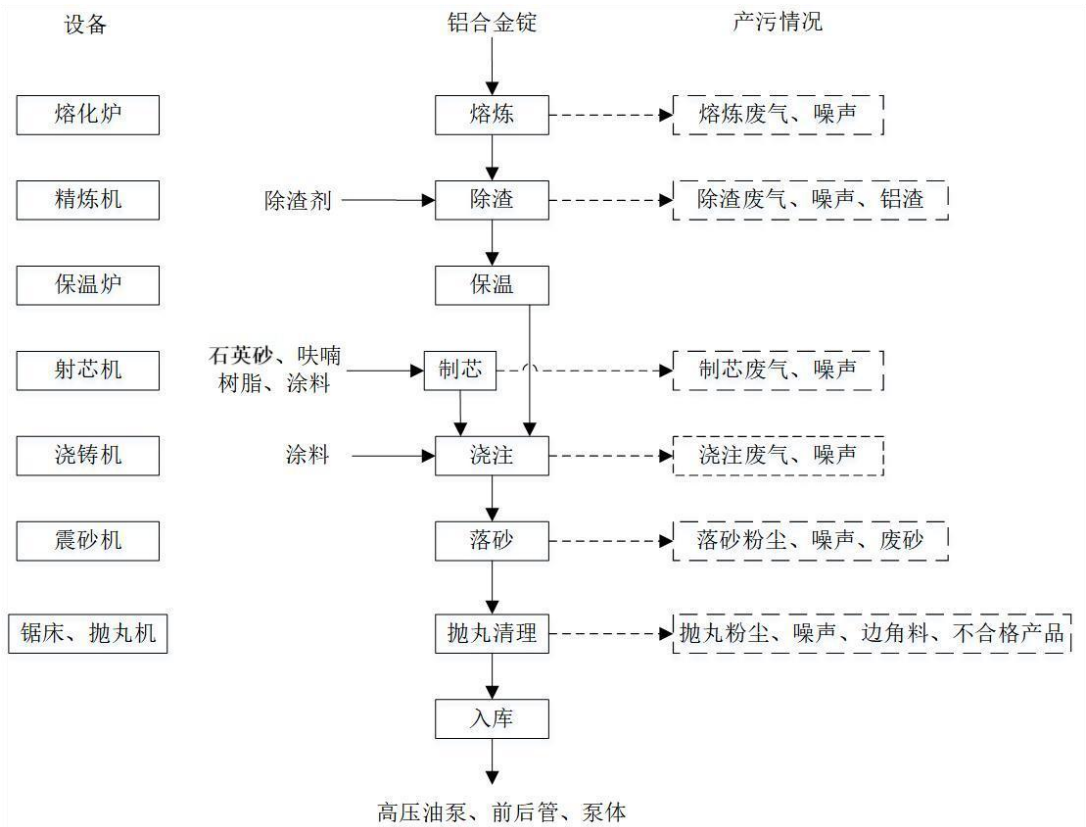 设备 铝合金锭 产污情况
熔化炉 熔炼 熔炼废气、噪声
精炼机 除渣剂 除渣 除渣废气、噪声、铝渣
保温炉 保温
射芯机 石英砂、呋喃 制芯 制芯废气、噪声
树脂、涂料
浇铸机 涂料 浇注 浇注废气、噪声
震砂机 落砂 落砂粉尘、噪声、废砂
锯床、抛丸机 抛丸清理 抛丸粉尘、噪声、边角料、不合格产品
入库
高压油泵、前后管、泵体